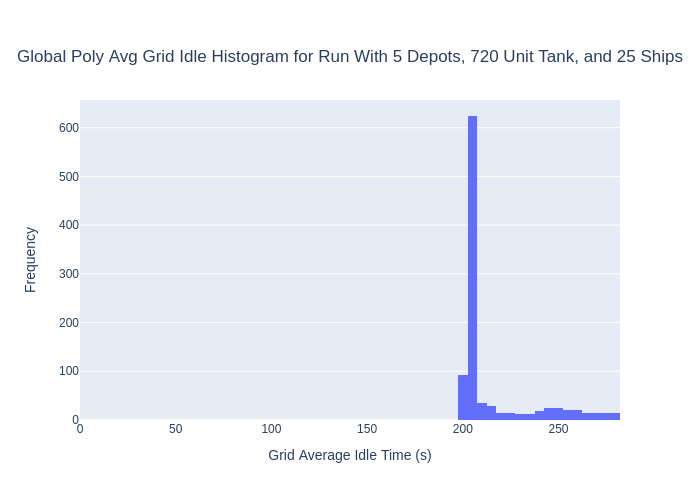 Global Poly Avg Grid Idle Histogram for Run With 5 Depots, 720 Unit Tank, and 25 Ships
600
500
400
300
200
100
0
Frequency
0 50 100 150 200 250
Grid Average Idle Time (s)